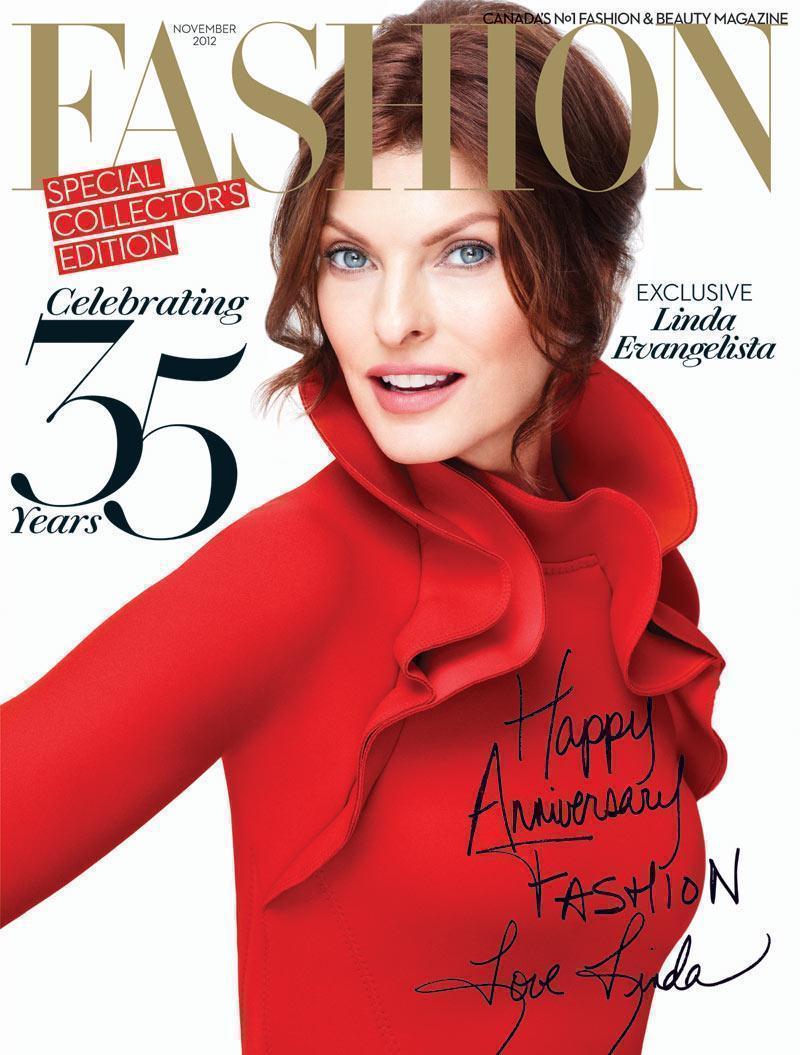 CANADA'S Nº1 FASHION & BEAUTY MAGAZINE
FASHION
NOVEMBER
2012
SPECIAL
COLLECTOR'S
EDITION
Celebrating
35
Years
EXCLUSIVE
Linda
Evangelista
Happy
Anniversary
FASHION
Love Linda